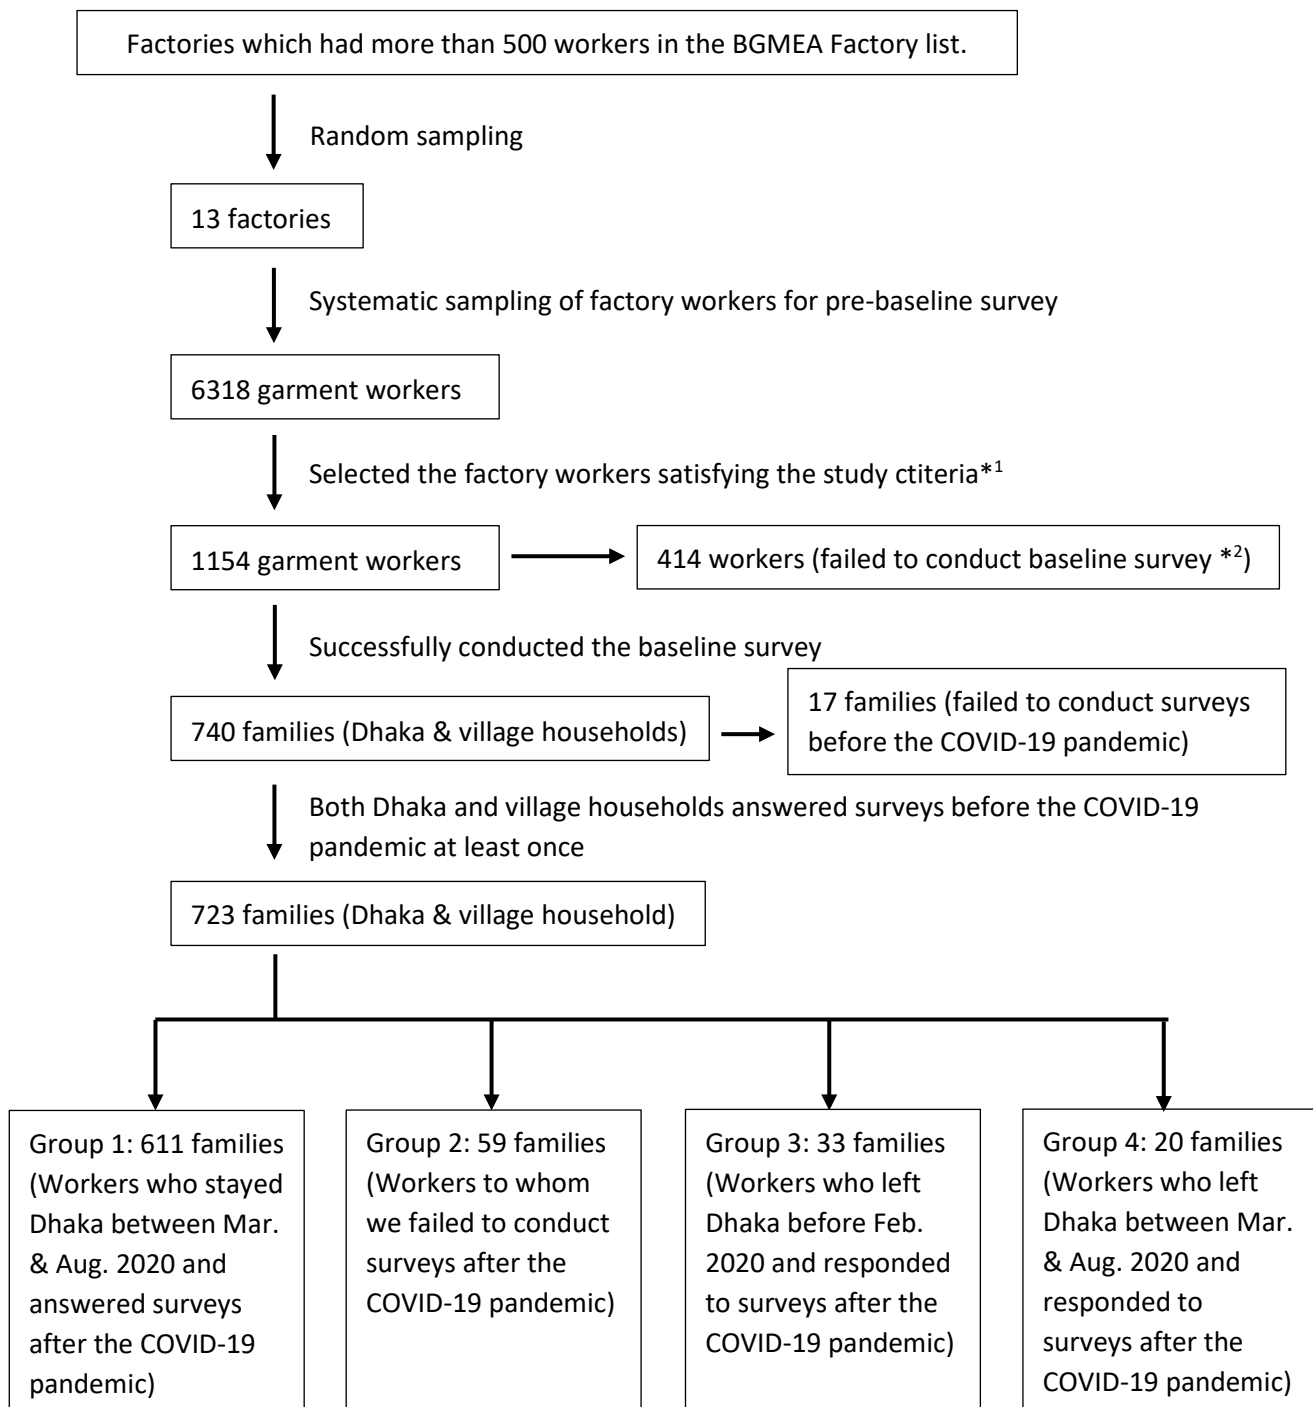 Factories which had more than 500 workers in the BGMEA Factory list.
Random sampling
13 factories
Systematic sampling of factory workers for pre-baseline survey
6318 garment workers
Selected the factory workers satisfying the study ctiteria*1
1154 garment workers
414 workers (failed to conduct baseline survey *2)
Successfully conducted the baseline survey
740 families (Dhaka & village households)
17 families (failed to conduct surveys
before the COVID-19 pandemic)
Both Dhaka and village households answered surveys before the COVID-19
pandemic at least once
723 families (Dhaka & village household)
Group 1: 611 families
(Workers who stayed
Dhaka between Mar.
& Aug. 2020 and
answered surveys
after the COVID-19
pandemic)
Group 2: 59 families
(Workers to whom
we failed to conduct
surveys after the
COVID-19 pandemic)
Group 3: 33 families
(Workers who left
Dhaka before Feb.
2020 and responded
to surveys after the
COVID-19 pandemic)
Group 4: 20 families
(Workers who left
Dhaka between Mar.
& Aug. 2020 and
responded to
surveys after the
COVID-19 pandemic)